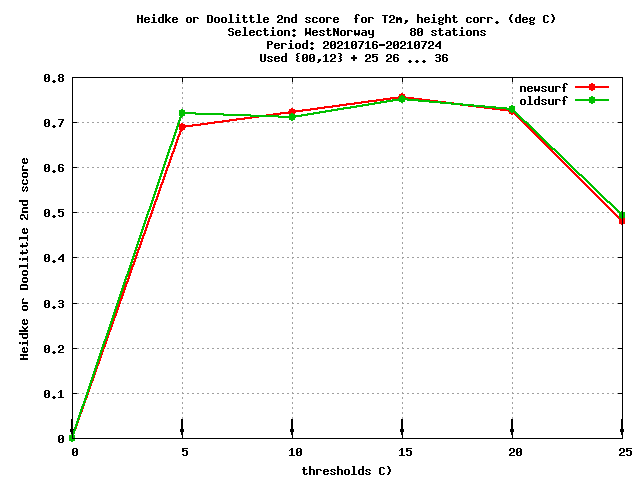 Heidke or Doolittle 2nd score  for T2m, height corr. (deg C)
Selection: WestNorway     80 stations
Period: 20210716-20210724
Used {00,12} + 25 26 ... 36
newsurf
oldsurf
Heidke or Doolittle 2nd score
0.8
0.7
0.6
0.5
0.4
0.3
0.2
0.1
0
0 5 10 15 20 25
thresholds C)